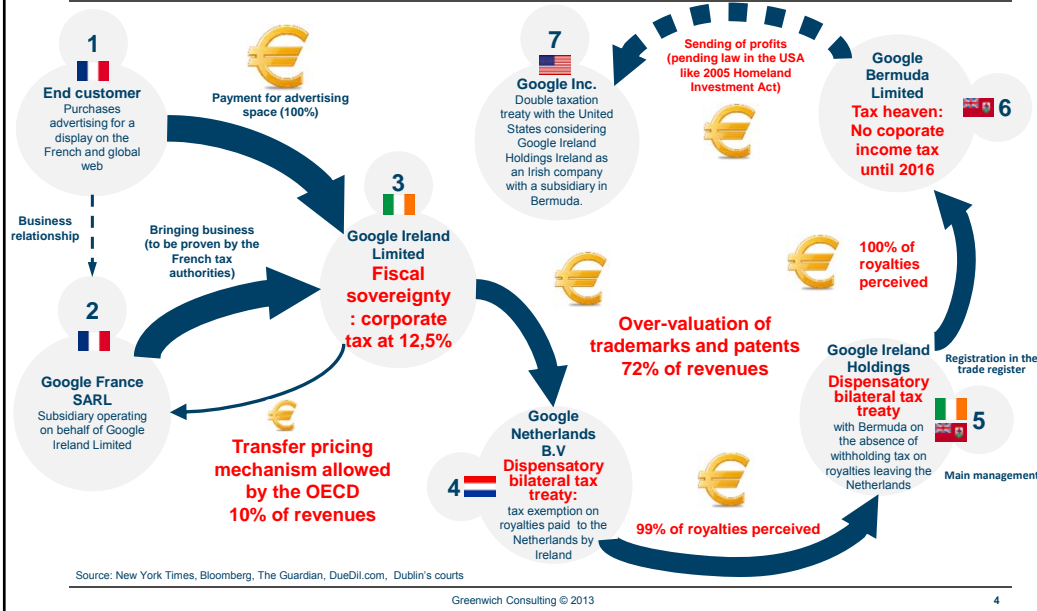 1
End customer
Purchases
advertising for a
display on the
French and global
web
Payment for advertising
space (100%)
Business
relationship
Bringing business
(to be proven by the
French tax
authorities)
2
Google France
SARL
Subsidiary operating
on behalf of Google
Ireland Limited
3
Google Ireland
Limited
Fiscal
sovereignty
: corporate
tax at 12,5%
Transfer pricing
mechanism allowed
by the OECD
10% of revenues
Over-valuation of
trademarks and patents
72% of revenues
4
Google
Netherlands
B.V
Dispensatory
bilateral tax
treaty:
tax exemption on
royalties paid to the
Netherlands by
Ireland
99% of royalties perceived
5
Google Ireland
Holdings
Dispensatory
bilateral tax
treaty
with Bermuda on
the absence of
withholding tax on
royalties leaving the
Netherlands
Registration in the
trade register
Main management
100% of
royalties
perceived
6
Google
Bermuda
Limited
Tax heaven:
No coporate
income tax
until 2016
Sending of profits
(pending law in the USA
like 2005 Homeland
Investment Act)
7
Google Inc.
Double taxation
treaty with the United
States considering
Google Ireland
Holdings Ireland as
an Irish company
with a subsidiary in
Bermuda.
Source: New York Times, Bloomberg, The Guardian, DueDil.com, Dublin's courts
Greenwich Consulting © 2013
4